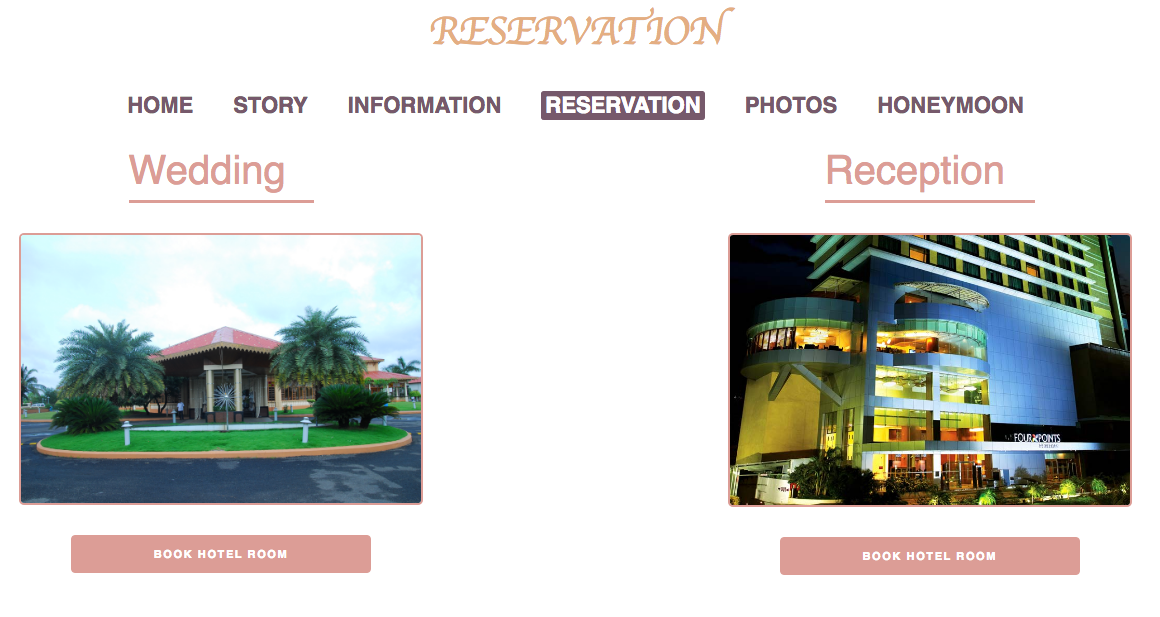 RESERVATION
HOME STORY INFORMATION RESERVATION PHOTOS HONEYMOON
Wedding Reception
FOUR POINTS
BOOK HOTEL ROOM BOOK HOTEL ROOM